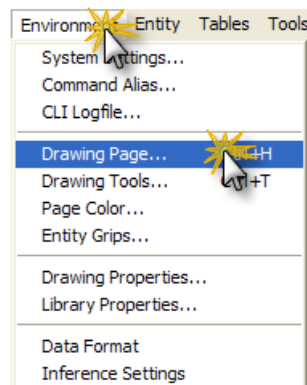 Entity Tables Tools
System
Command Alias...
CLI Logfile...
Drawing Page...
Drawing Tools...
Page Color...
Entity Grips...
Drawing Properties...
Library Properties...
Data Format
Inference Settings